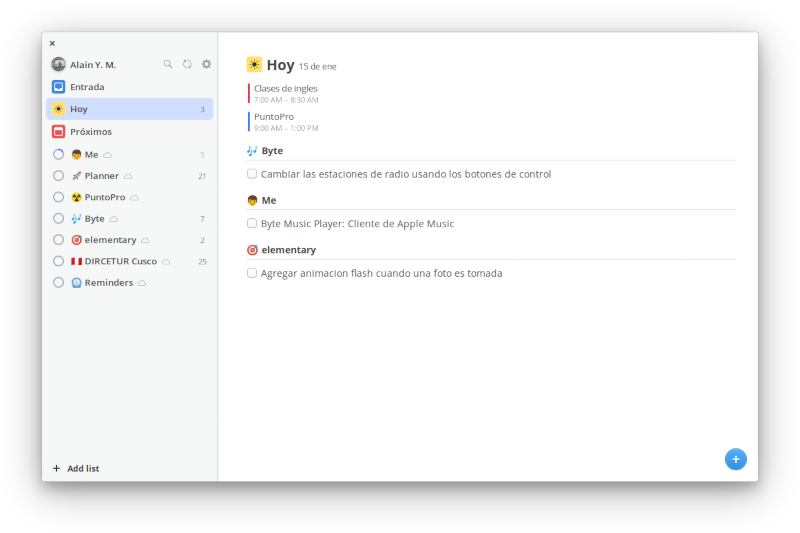 Alain Y. M.
Entrada
Hoy 3
Próximos
Me 5
Planner 21
PuntoPro
Byte 7
elementary 2
DIRCETUR Cusco 25
Reminders
Add list
Hoy 15 de ene
Clases de ingles
7:00 AM – 8:30 AM
PuntoPro
9:00 AM – 1:00 PM
Byte
Cambiar las estaciones de radio usando los botones de control
Me
Byte Music Player: Cliente de Apple Music
elementary
Agregar animacion flash cuando una foto es tomada